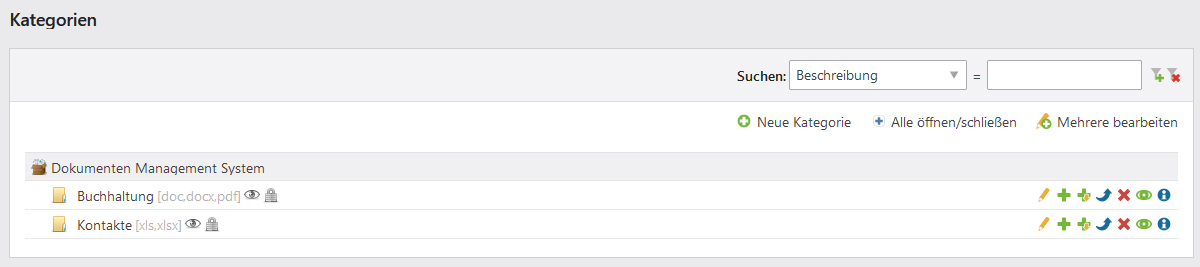 Kategorien
Suchen: Beschreibung =
Neue Kategorie Alle öffnen/schließen Mehrere bearbeiten
Dokumenten Management System
Buchhaltung [doc,docx,pdf]
Kontakte [xls,xlsx]